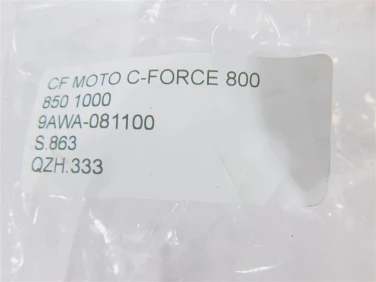 CF MOTO C-FORCE 800
850 1000
9AWA-081100
S.863
QZH.333